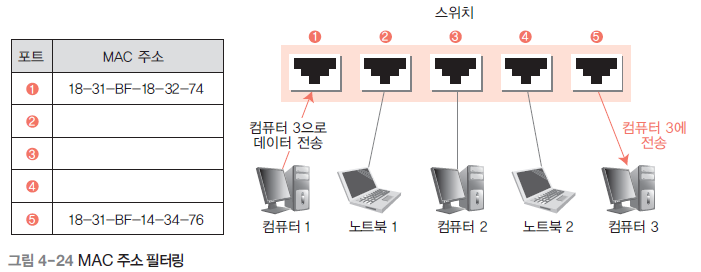 스위치
포트 MAC 주소
❶ 18-31-BF-18-32-74
❷
❸
❹
❺ 18-31-BF-14-34-76
❶ ❷ ❸ ❹ ❺
컴퓨터 3으로
데이터 전송
컴퓨터 3에
전송
컴퓨터 1 노트북 1 컴퓨터 2 노트북 2 컴퓨터 3
그림 4-24 MAC 주소 필터링